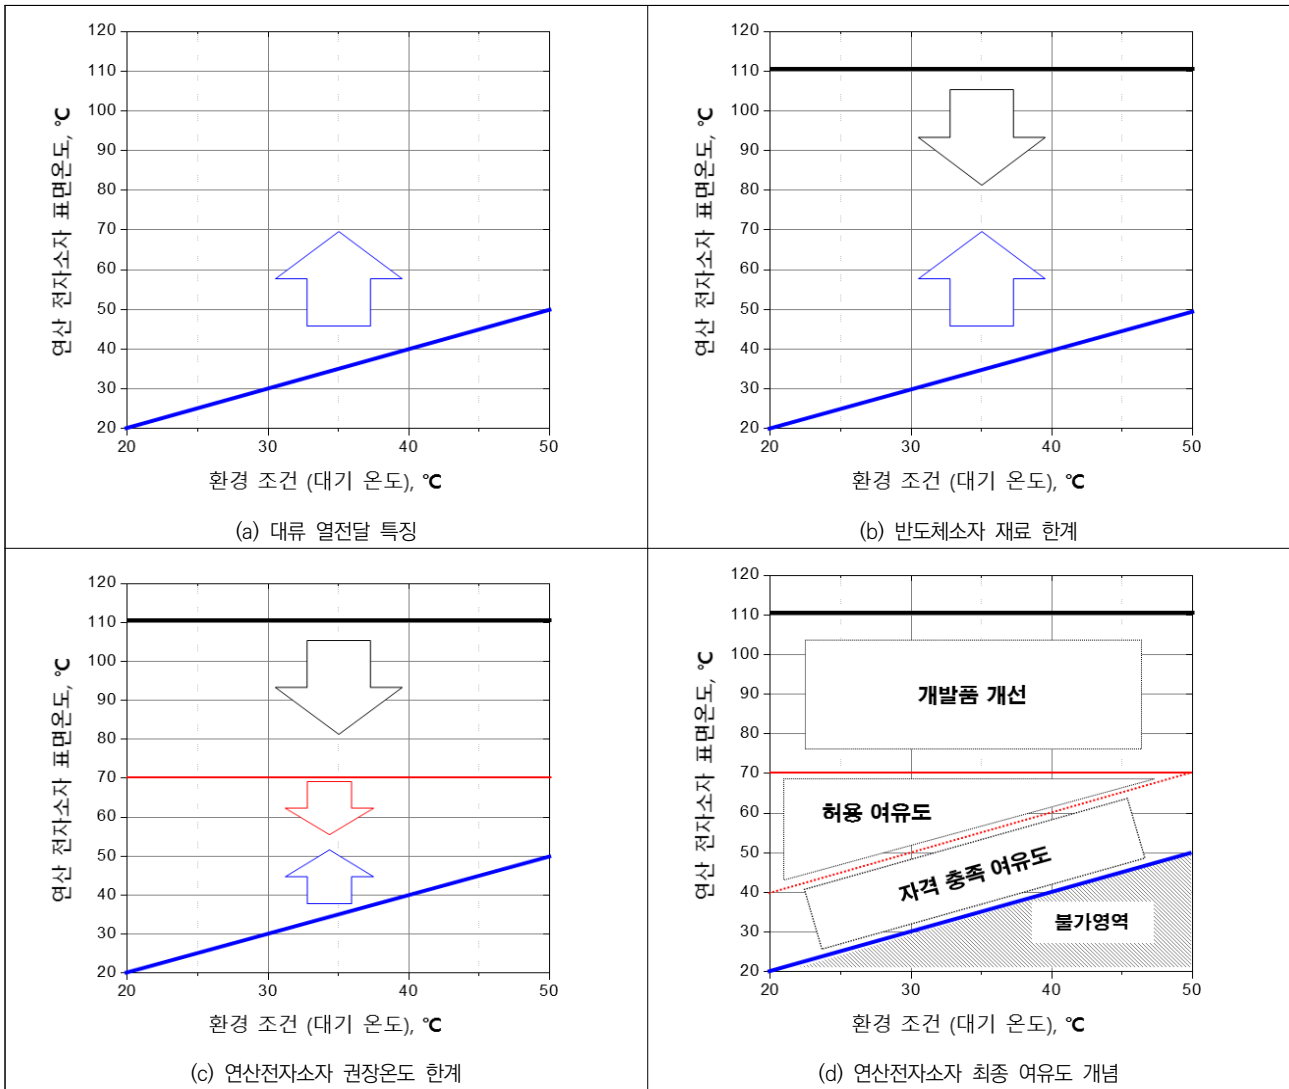 120
110
100
90
80
70
60
50
40
30
20
연산 전자소자 표면온도, ℃
20 30 40 50
환경 조건 (대기 온도), ℃
(a) 대류 열전달 특징
120
110
100
90
80
70
60
50
40
30
20
연산 전자소자 표면온도, ℃
20 30 40 50
환경 조건 (대기 온도), ℃
(b) 반도체소자 재료 한계
120
110
100
90
80
70
60
50
40
30
20
연산 전자소자 표면온도, ℃
20 30 40 50
환경 조건 (대기 온도), ℃
(c) 연산전자소자 권장온도 한계
120
110
100
90
80
70
60
50
40
30
20
연산 전자소자 표면온도, ℃
개발품 개선
허용 여유도
자격 충족 여유도
불가영역
20 30 40 50
환경 조건 (대기 온도), ℃
(d) 연산전자소자 최종 여유도 개념